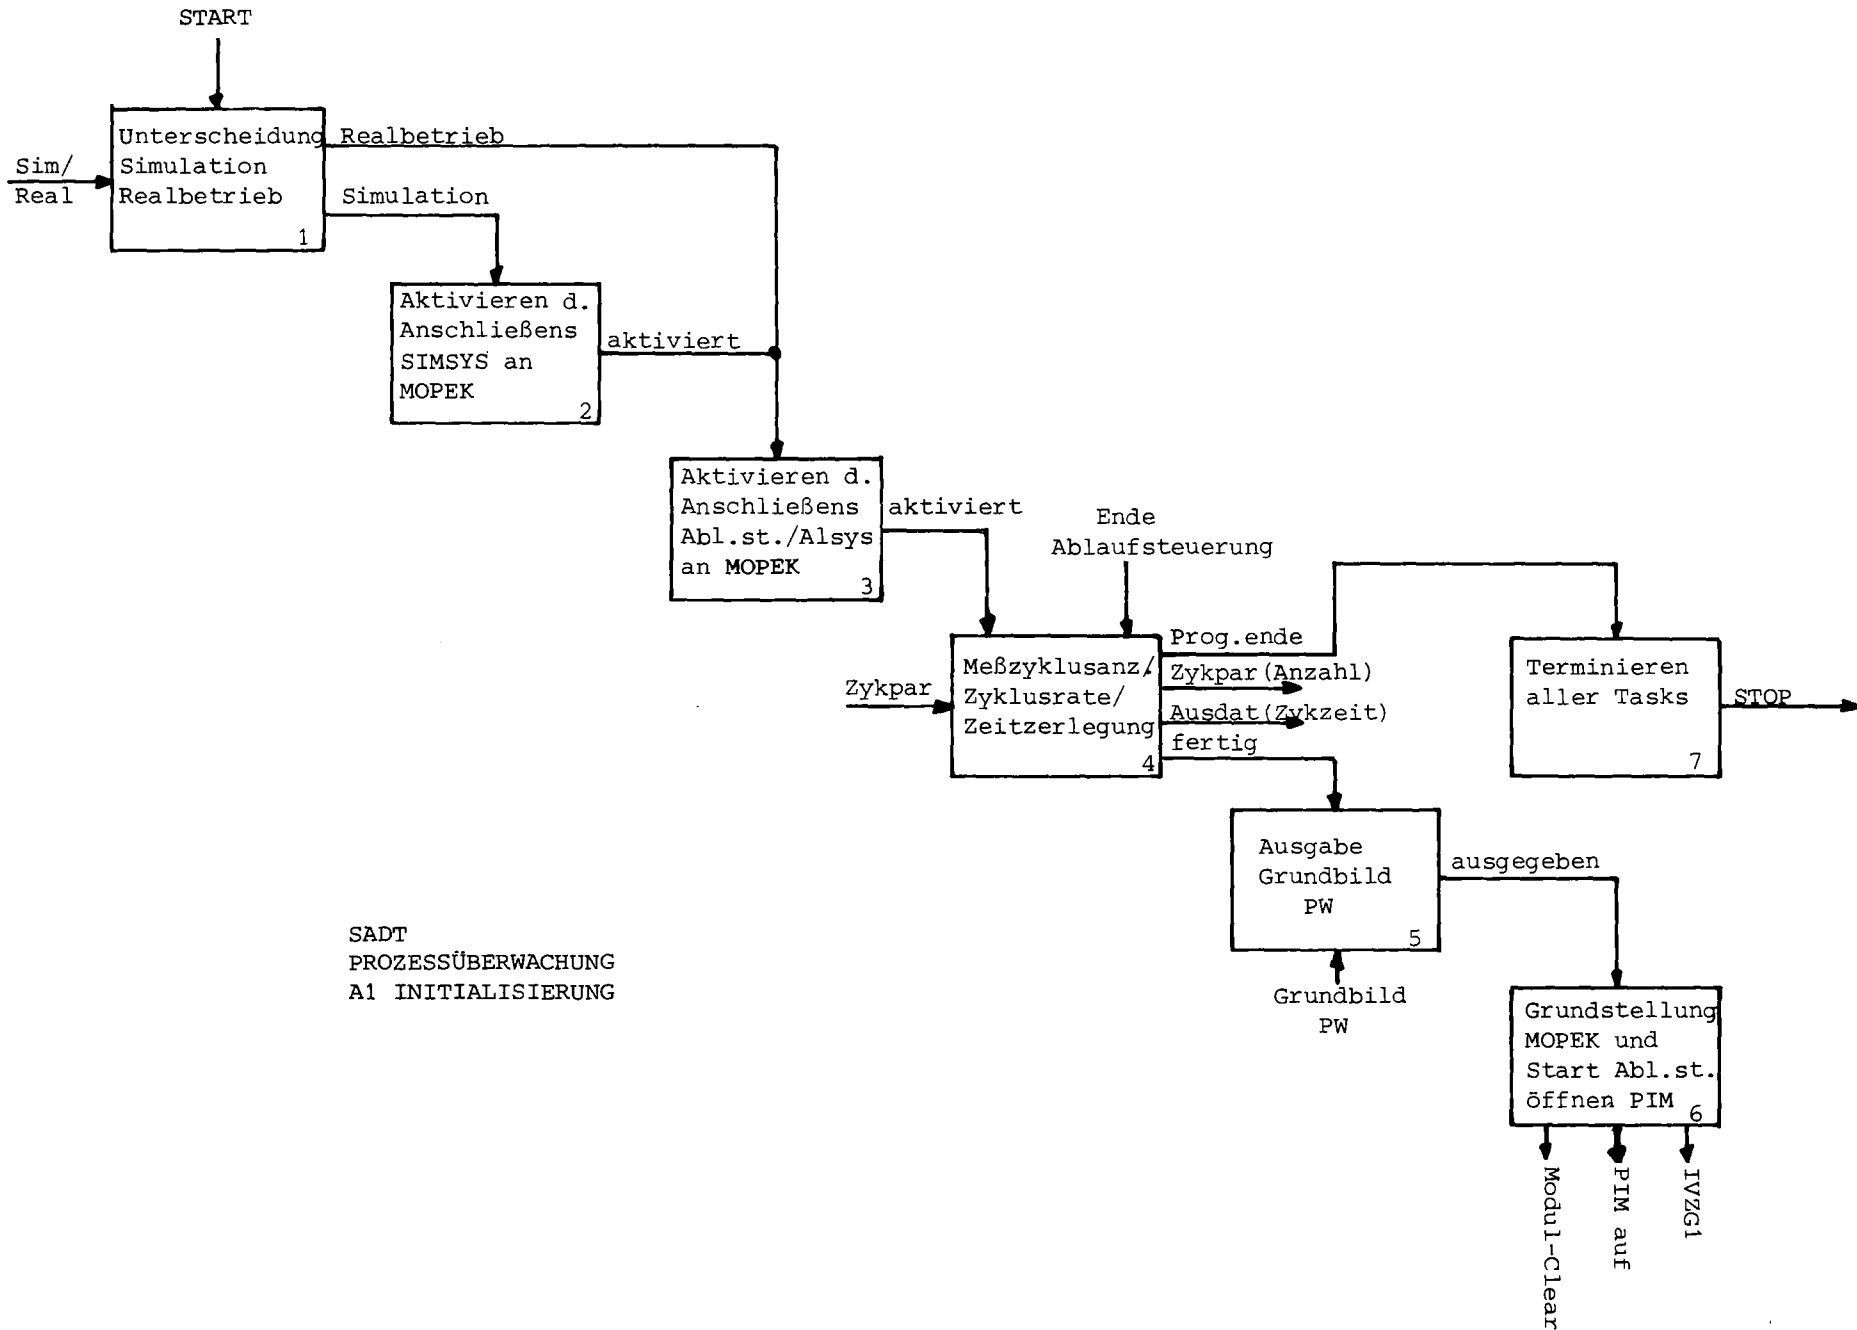 START
Sim/
Real
Unterscheidung
Simulation
Realbetrieb
1
Realbetrieb
Simulation
Aktivieren d.
Anschließens
SIMSYS an
MOPEK
2
aktiviert
Aktivieren d.
Anschließens
Abl.st./Alsys
an MOPEK
3
aktiviert
Ende
Ablaufsteuerung
Zykpar
Meßzyklusanz/
Zyklusrate/
Zeitzerlegung
4
Prog.ende
Zykpar(Anzahl)
Ausdat(Zykzeit)
fertig
Terminieren
aller Tasks
7
STOP
Ausgabe
Grundbild
PW
5
ausgegeben
Grundbild
PW
Grundstellung
MOPEK und
Start Abl.st.
öffnen PIM
6
Modul-Clear
PIM auf
IVZG1
SADT
PROZESSÜBERWACHUNG
A1 INITIALISIERUNG